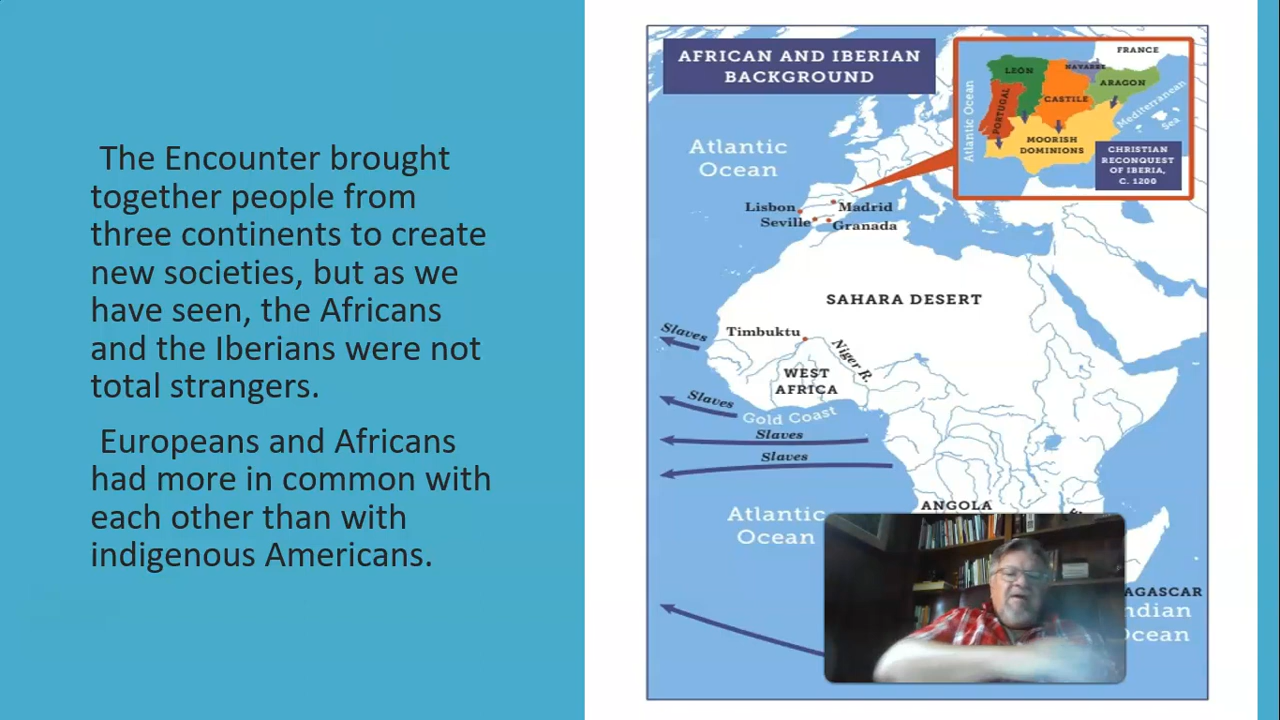 The Encounter brought
together people from
three continents to create
new societies, but as we
have seen, the Africans
and the Iberians were not
total strangers.
Europeans and Africans
had more in common with
each other than with
indigenous Americans.
AFRICAN AND IBERIAN
BACKGROUND
FRANCE
LEÓN
NAVARRE
ARAGON
PORTUGAL
CASTILE
Atlantic Ocean
Mediterranean
Sea
MOORISH
DOMINIONS
CHRISTIAN
RECONQUEST
OF IBERIA,
C. 1200
Atlantic
Ocean
Lisbon
Madrid
Seville
Granada
SAHARA DESERT
Slaves
Timbuktu
Niger R.
WEST
AFRICA
Slaves
Gold Coast
Slaves
Slaves
ANGOLA
Atlantic
Ocean
AGASCAR
ndian
Ocean